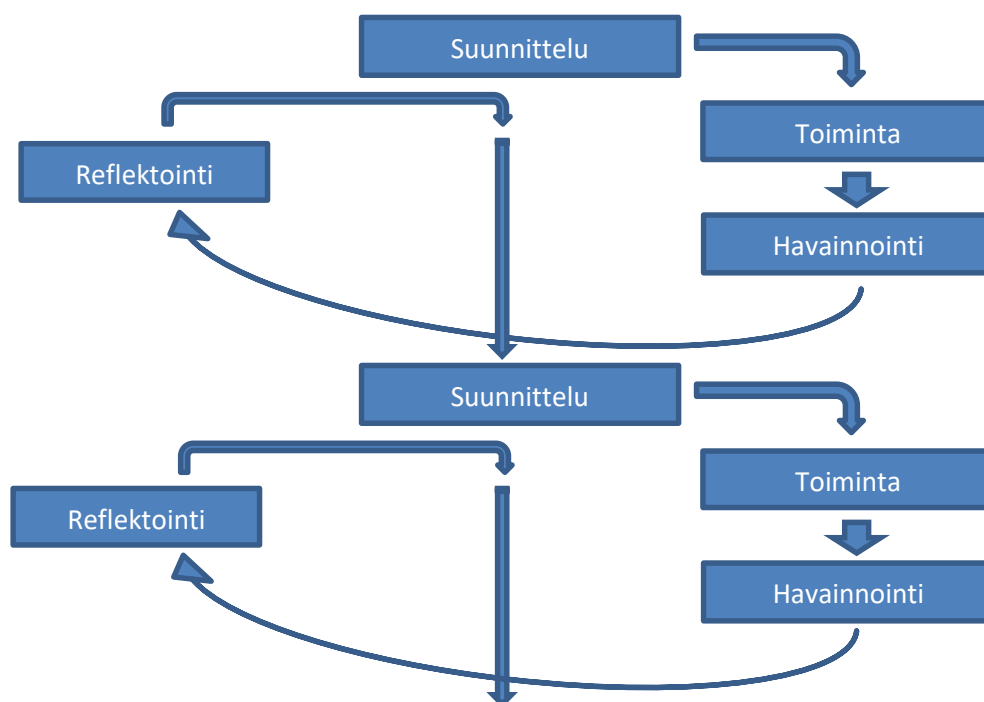 Suunnittelu
Toiminta
Reflektointi
Havainnointi
Suunnittelu
Toiminta
Reflektointi
Havainnointi